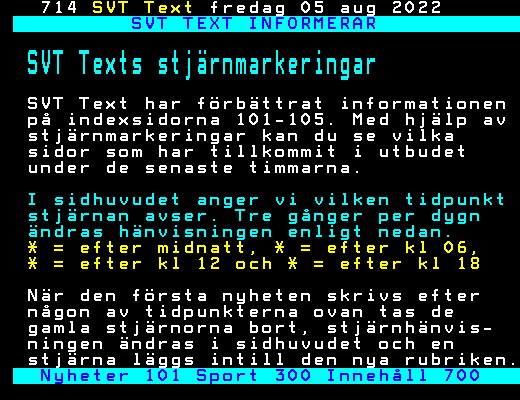 714 SVT Text fredag 05 aug 2022
SVT TEXT INFORMERAR
SVT Texts stjärnmarkeringar
SVT Text har förbättrat informationen
på indexsidorna 101-105. Med hjälp av
stjärnmarkeringar kan du se vilka
sidor som har tillkommit i utbudet
under de senaste timmarna.
I sidhuvudet anger vi vilken tidpunkt
stjärnan avser. Tre gånger per dygn
ändras hänvisningen enligt nedan.
* = efter midnatt, * = efter kl 06,
* = efter kl 12 och * = efter kl 18
När den första nyheten skrivs efter
någon av tidpunkterna ovan tas de
gamla stjärnorna bort, stjärnhänvis-
ningen ändras i sidhuvudet och en
stjärna läggs intill den nya rubriken.
Nyheter 101 Sport 300 Innehåll 700